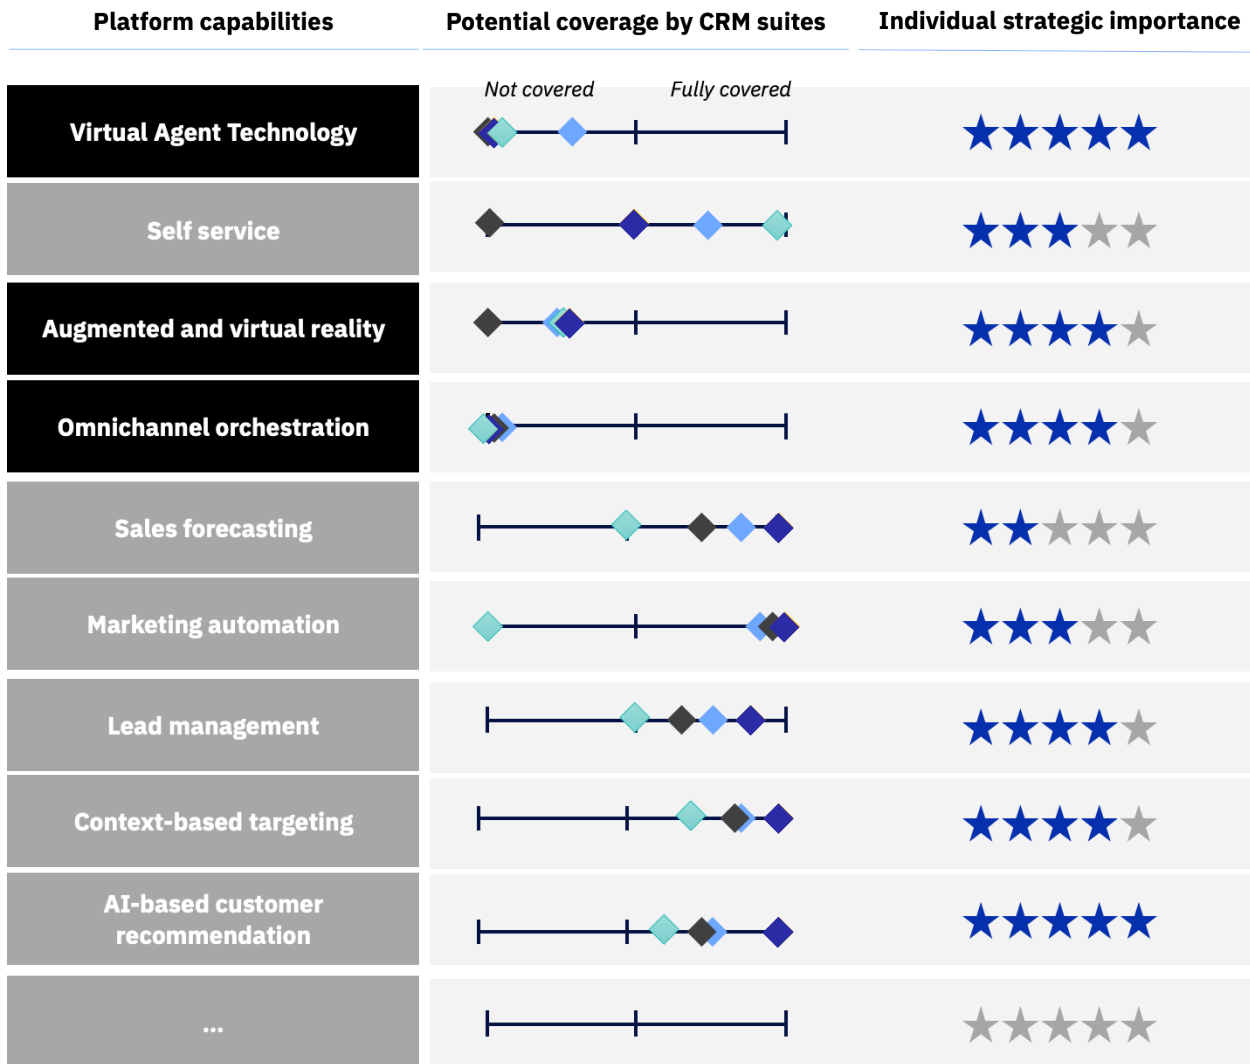 Platform capabilities
Potential coverage by CRM suites
Individual strategic importance
Not covered
Fully covered
Virtual Agent Technology
Self service
Augmented and virtual reality
Omnichannel orchestration
Sales forecasting
Marketing automation
Lead management
Context-based targeting
AI-based customer
recommendation
...